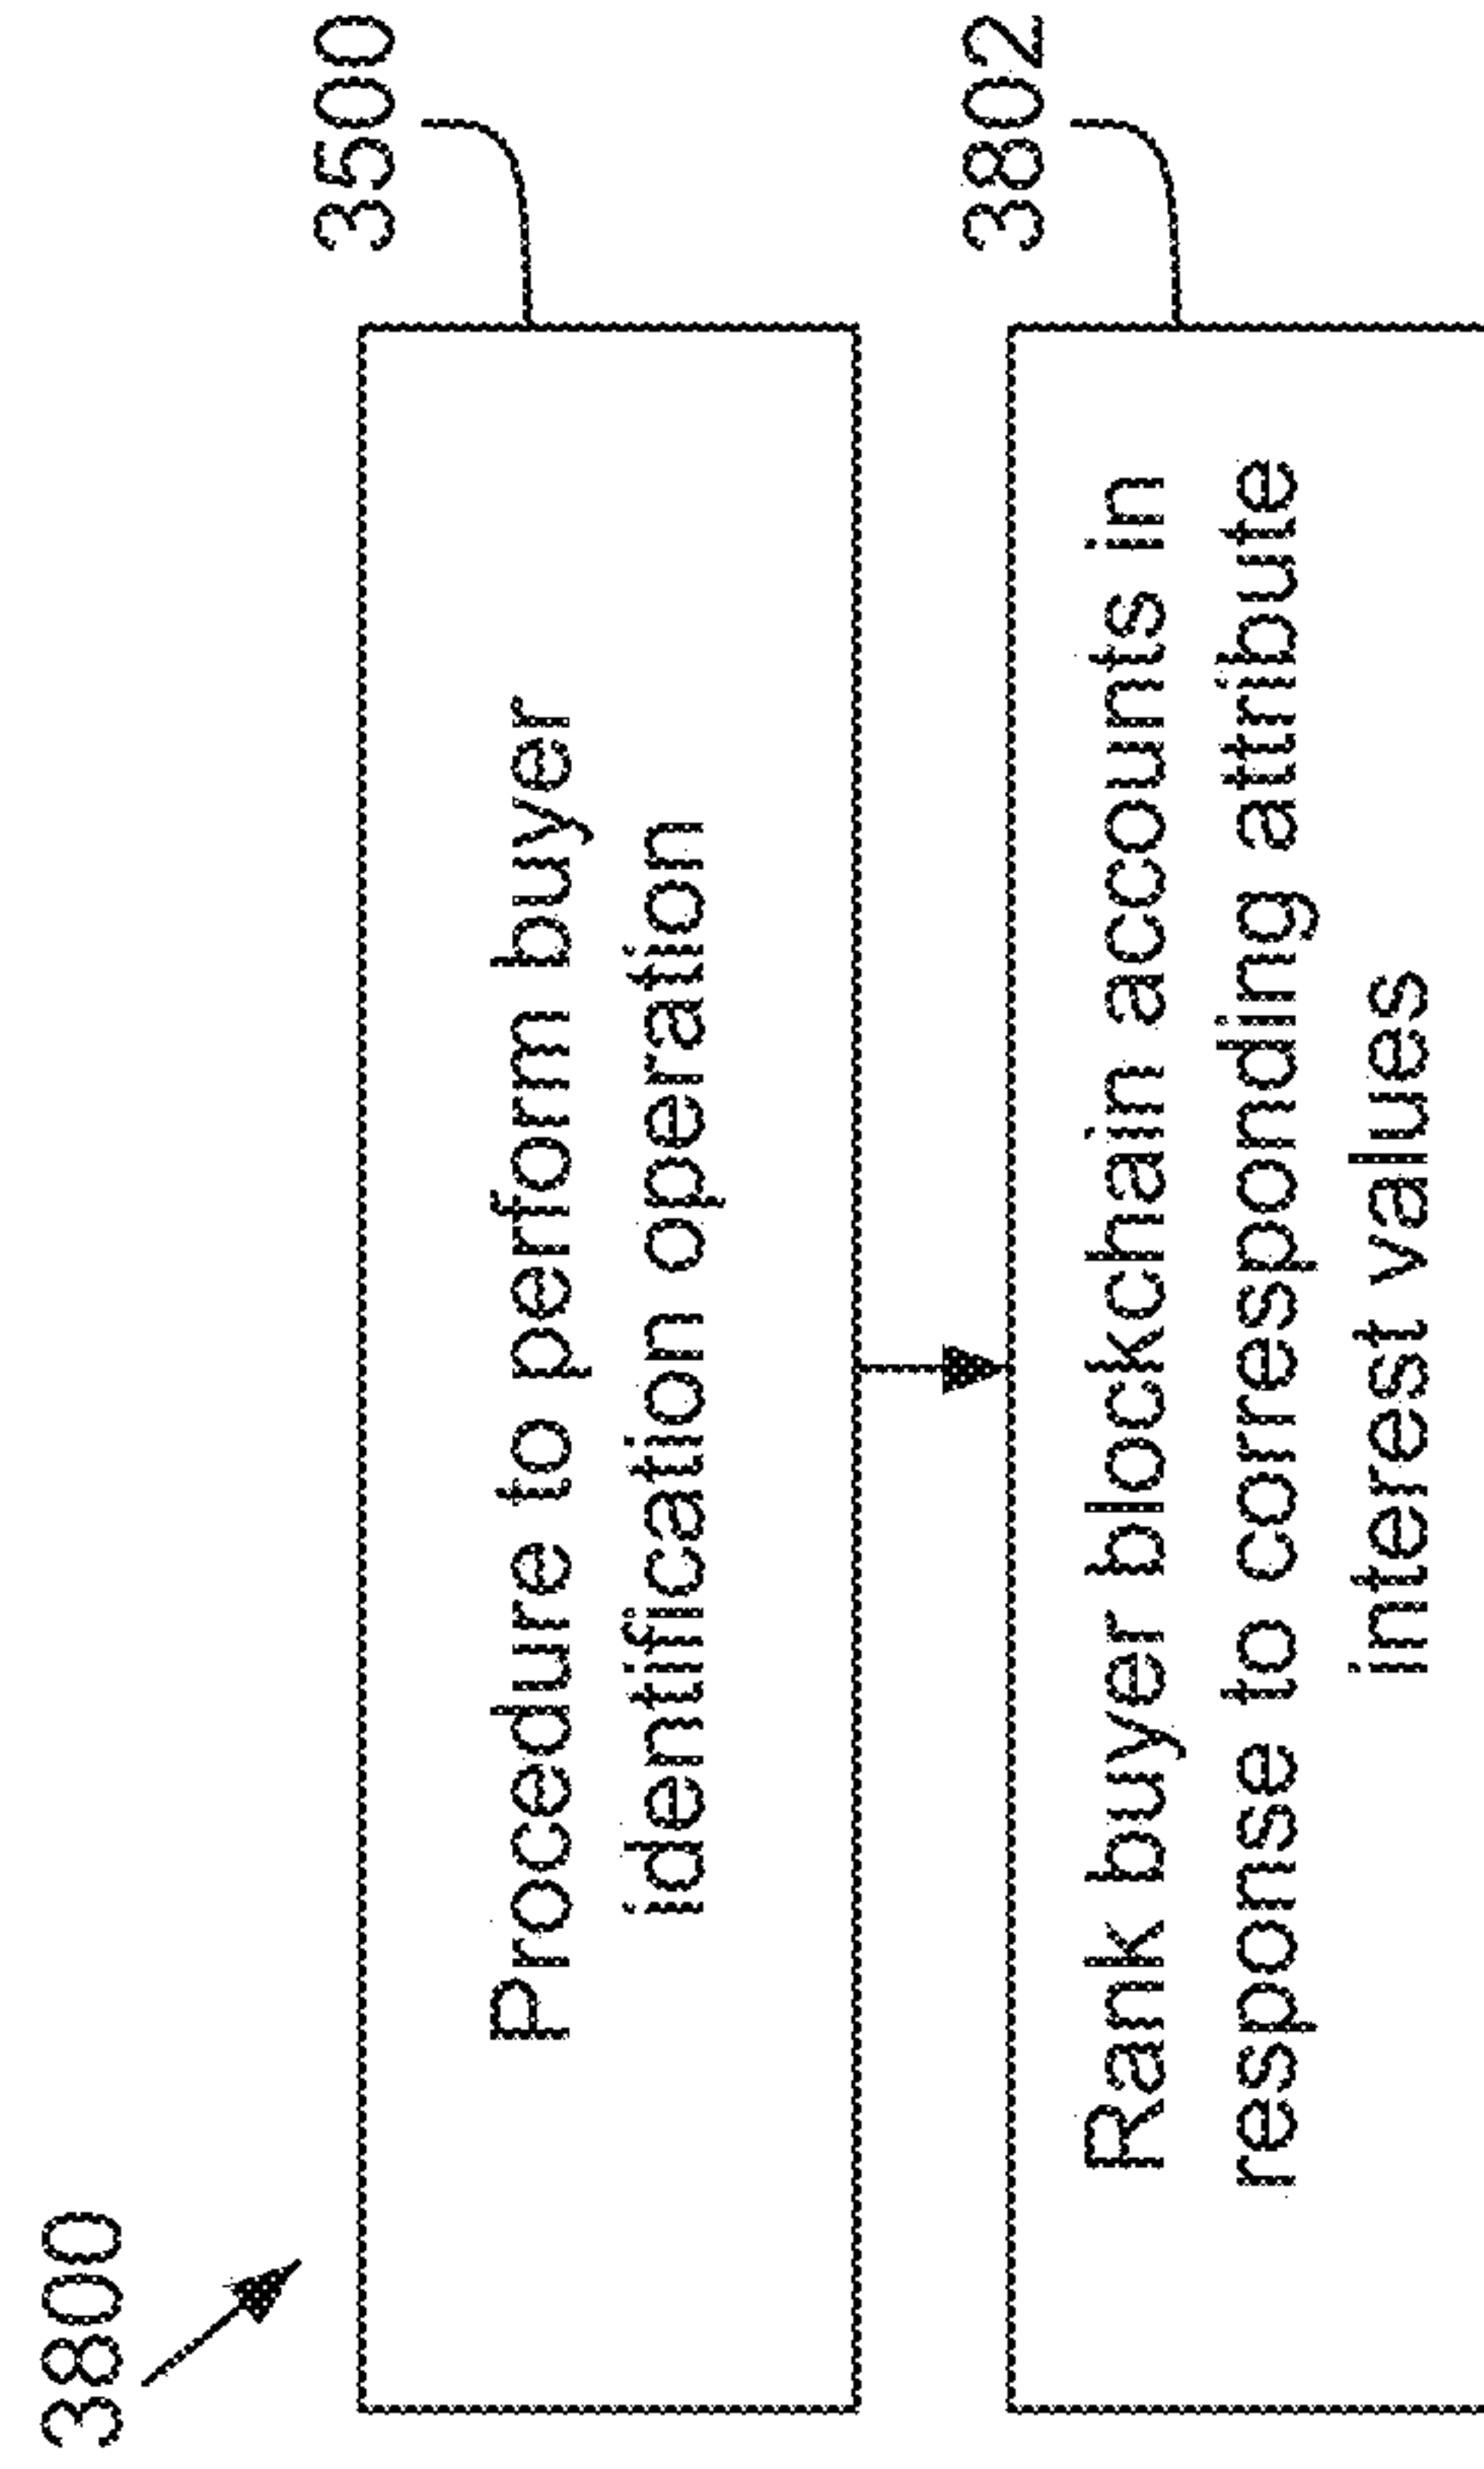 3800
3500
Procedure to perform buyer
identification operation
3802
Rank buyer blockchain accounts in
response to corresponding attribute
interest values